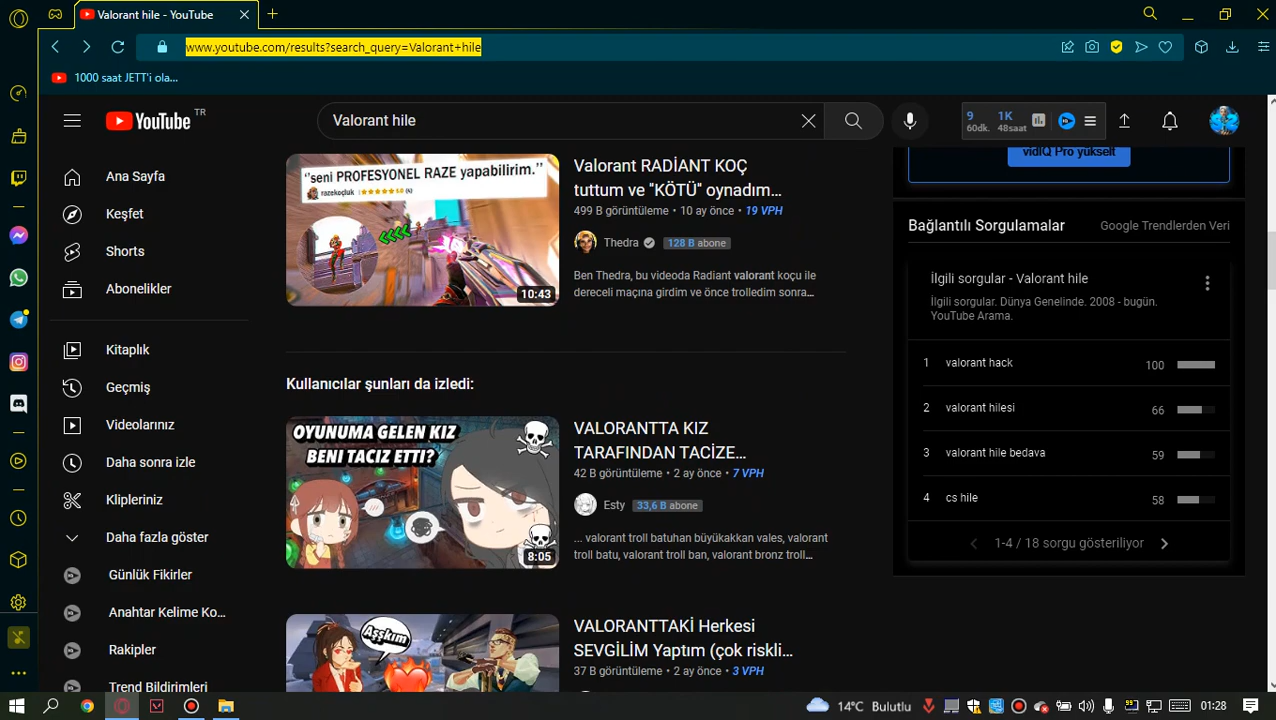 Valorant hile - YouTube
www.youtube.com/results?search_query=Valorant+hile
1000 saat JETT'i ola...
YouTube TR
Valorant hile
9
60dk.
1K
48saat
Ana Sayfa
Keşfet
Shorts
Abonelikler
Kitaplık
Geçmiş
Videolarınız
Daha sonra izle
Klipleriniz
Daha fazla göster
Günlük Fikirler
Anahtar Kelime Ko...
Rakipler
Trend Bildirimleri
"seni PROFESYONEL RAZE yapabilirim."
razekoçluk 5.0 (4)
10:43
Valorant RADİANT KOÇ
tuttum ve "KÖTÜ" oynadım...
499 B görüntüleme • 10 ay önce • 19 VPH
Thedra 128 B abone
Ben Thedra, bu videoda Radiant valorant koçu ile
dereceli maçına girdim ve önce trolledim sonra...
Kullanıcılar şunları da izledi:
OYUNUMA GELEN KIZ
BENI TACIZ ETTI?
8:05
VALORANTTA KIZ
TARAFINDAN TACİZE...
42 B görüntüleme • 2 ay önce • 7 VPH
Esty 33,6 B abone
... valorant troll batuhan büyükakkan vales, valorant
troll batu, valorant troll ban, valorant bronz troll...
Aşşkım
VALORANTTAKİ Herkesi
SEVGİLİM Yaptım (çok riskli...
37 B görüntüleme • 2 ay önce • 3 VPH
vidIQ Pro yükselt
Bağlantılı Sorgulamalar
Google Trendlerden Veri
İlgili sorgular - Valorant hile
İlgili sorgular. Dünya Genelinde. 2008 - bugün.
YouTube Arama.
1 valorant hack 100
2 valorant hilesi 66
3 valorant hile bedava 59
4 cs hile 58
1-4 / 18 sorgu gösteriliyor
14°C Bulutlu
01:28